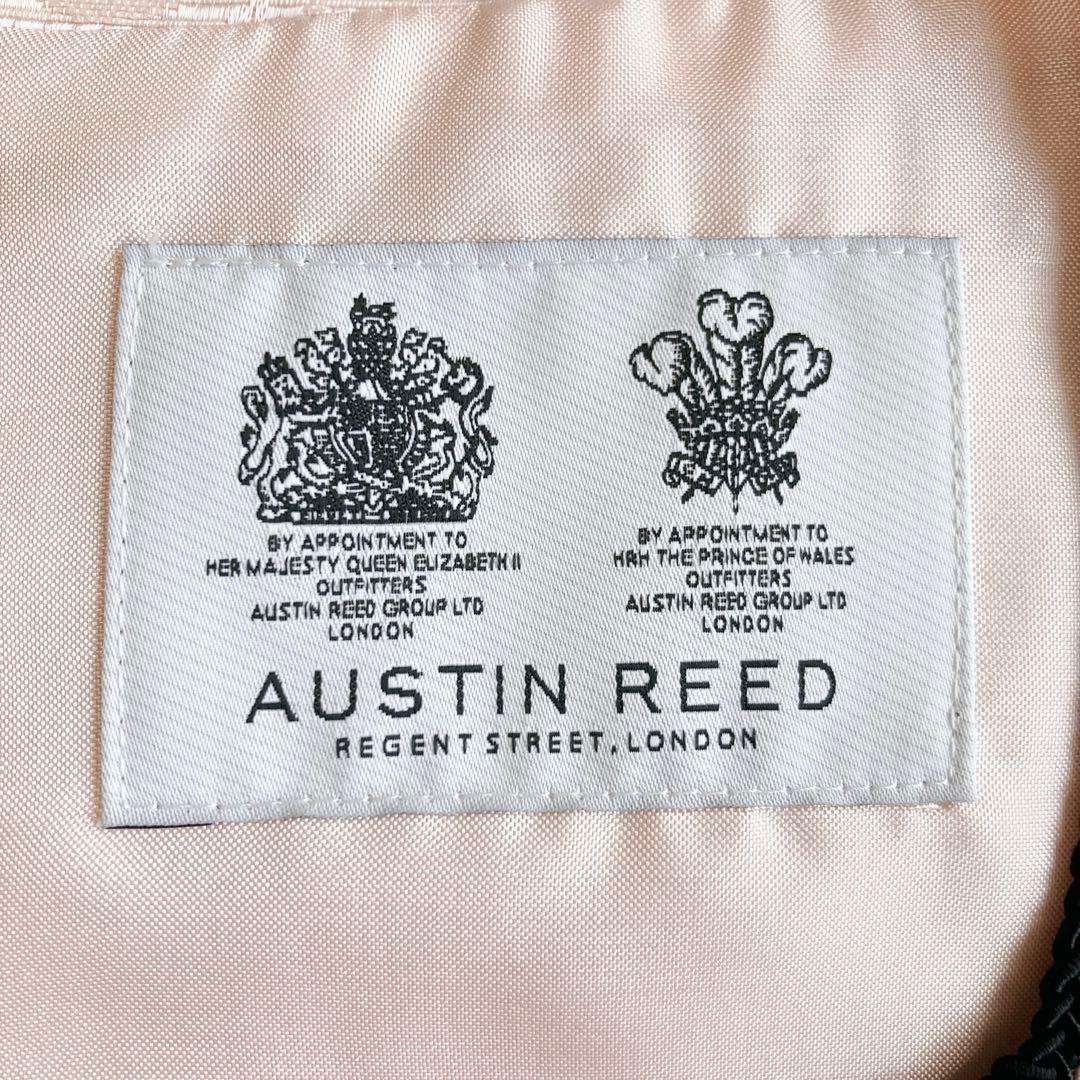 BY APPOINTMENT TO
HER MAJESTY QUEEN ELIZABETH II
OUTFITTERS
AUSTIN REED GROUP LTD
LONDON
BY APPOINTMENT TO
HRH THE PRINCE OF WALES
OUTFITTERS
AUSTIN REED GROUP LTD
LONDON
AUSTIN REED
REGENT STREET, LONDON